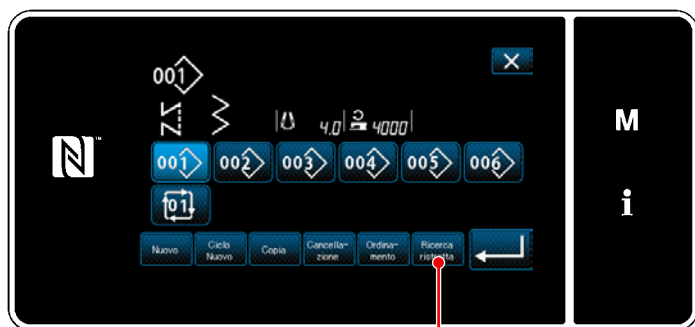 001
4.0 4000
001 002 003 004 005 006
01
Nuovo Ciclo Nuovo Copia Cancella- zione Ordina- mento Ricerca ristretta
M
i